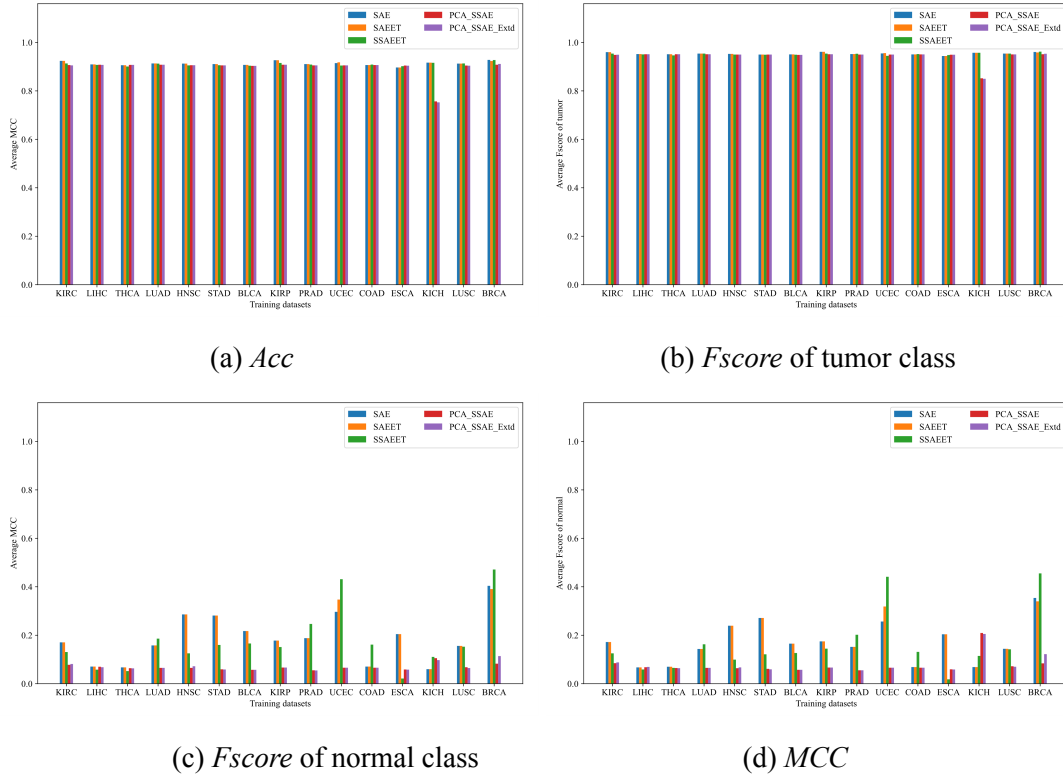 SAE PCA_SSAE
SAEET PCA_SSAE_Extd
SSAEET
1.0
0.8
0.6
0.4
0.2
0.0
Average MCC
KIRC LIHC THCA LUAD HNSC STAD BLCA KIRP PRAD UCEC COAD ESCA KICH LUSC BRCA
Training datasets
(a) Acc
SAE PCA_SSAE
SAEET PCA_SSAE_Extd
SSAEET
1.0
0.8
0.6
0.4
0.2
0.0
Average Fscore of tumor
KIRC LIHC THCA LUAD HNSC STAD BLCA KIRP PRAD UCEC COAD ESCA KICH LUSC BRCA
Training datasets
(b) Fscore of tumor class
SAE PCA_SSAE
SAEET PCA_SSAE_Extd
SSAEET
1.0
0.8
0.6
0.4
0.2
0.0
Average MCC
KIRC LIHC THCA LUAD HNSC STAD BLCA KIRP PRAD UCEC COAD ESCA KICH LUSC BRCA
Training datasets
(c) Fscore of normal class
SAE PCA_SSAE
SAEET PCA_SSAE_Extd
SSAEET
1.0
0.8
0.6
0.4
0.2
0.0
Average Fscore of normal
KIRC LIHC THCA LUAD HNSC STAD BLCA KIRP PRAD UCEC COAD ESCA KICH LUSC BRCA
Training datasets
(d) MCC